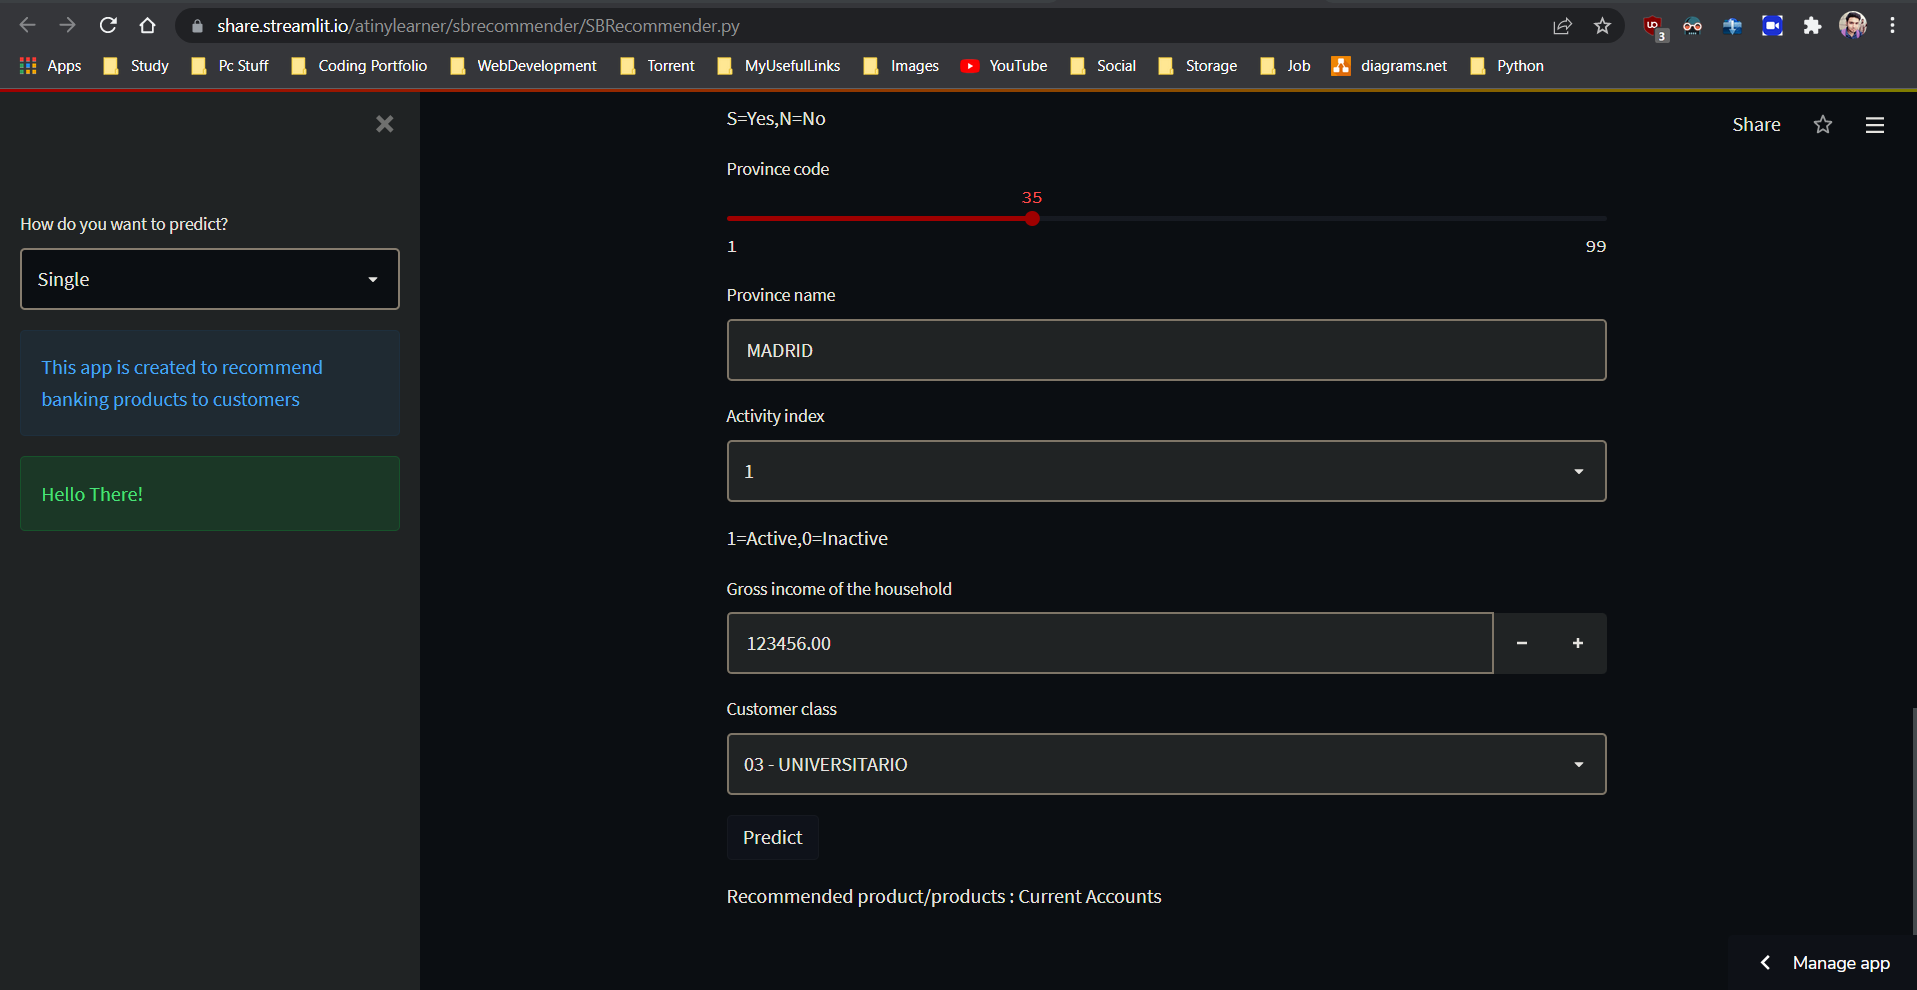 share.streamlit.io/atinylearner/sbrecommender/SBRecommender.py
3
Apps Study Pc Stuff Coding Portfolio WebDevelopment Torrent MyUsefulLinks Images YouTube Social Storage Job diagrams.net Python
Share
How do you want to predict?
Single
This app is created to recommend
banking products to customers
Hello There!
S=Yes,N=No
Province code
35
1 99
Province name
MADRID
Activity index
1
1=Active,0=Inactive
Gross income of the household
123456.00
Customer class
03 - UNIVERSITARIO
Predict
Recommended product/products : Current Accounts
Manage app